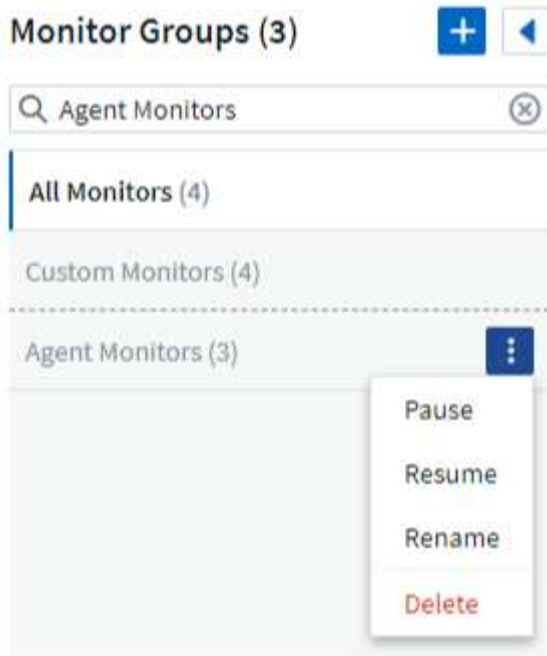 Monitor Groups (3)
Agent Monitors
All Monitors (4)
Custom Monitors (4)
Agent Monitors (3)
Pause
Resume
Rename
Delete